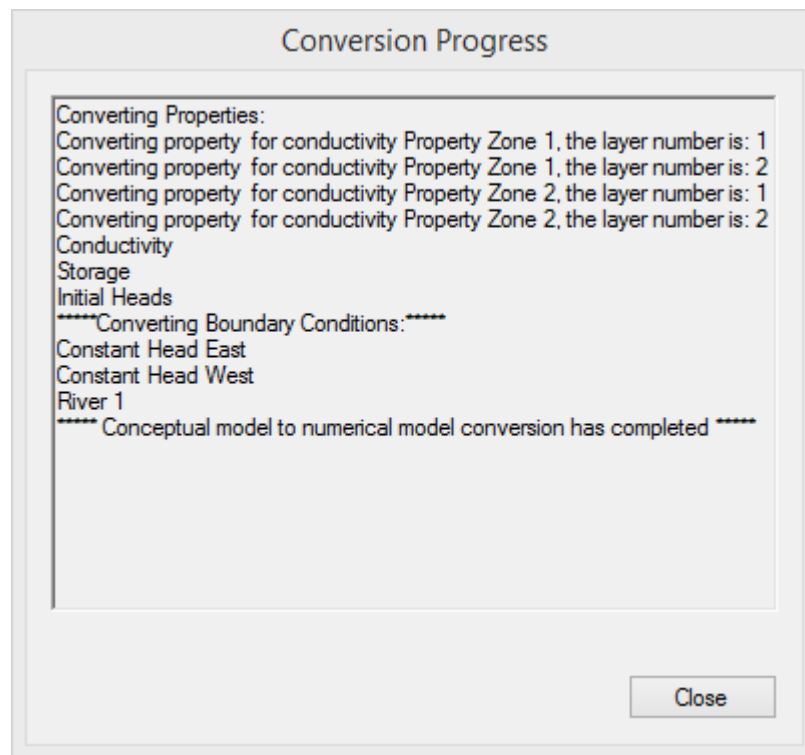 Conversion Progress
Converting Properties:
Converting property  for conductivity Property Zone 1, the layer number is: 1
Converting property  for conductivity Property Zone 1, the layer number is: 2
Converting property  for conductivity Property Zone 2, the layer number is: 1
Converting property  for conductivity Property Zone 2, the layer number is: 2
Conductivity
Storage
Initial Heads
*****Converting Boundary Conditions:*****
Constant Head East
Constant Head West
River 1
***** Conceptual model to numerical model conversion has completed *****
Close